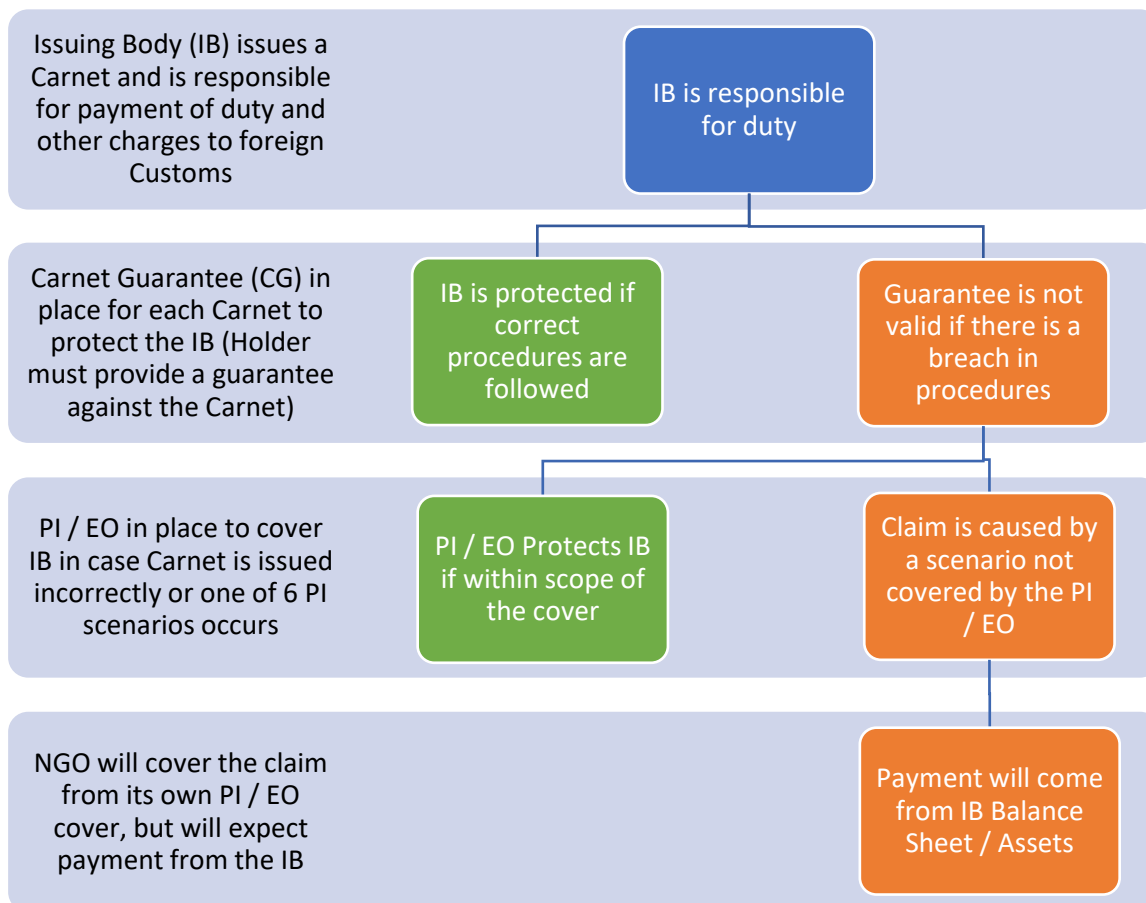 Issuing Body (IB) issues a
Carnet and is responsible
for payment of duty and
other charges to foreign
Customs
IB is responsible
for duty
Carnet Guarantee (CG) in
place for each Carnet to
protect the IB (Holder
must provide a guarantee
against the Carnet)
IB is protected if
correct
procedures are
followed
Guarantee is not
valid if there is a
breach in
procedures
PI / EO in place to cover
IB in case Carnet is issued
incorrectly or one of 6 PI
scenarios occurs
PI / EO Protects IB
if within scope of
the cover
Claim is caused by
a scenario not
covered by the PI
/ EO
NGO will cover the claim
from its own PI / EO
cover, but will expect
payment from the IB
Payment will come
from IB Balance
Sheet / Assets